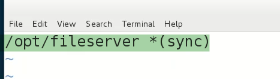 File Edit View Search Terminal Help
/opt/fileserver *(sync)
~
~